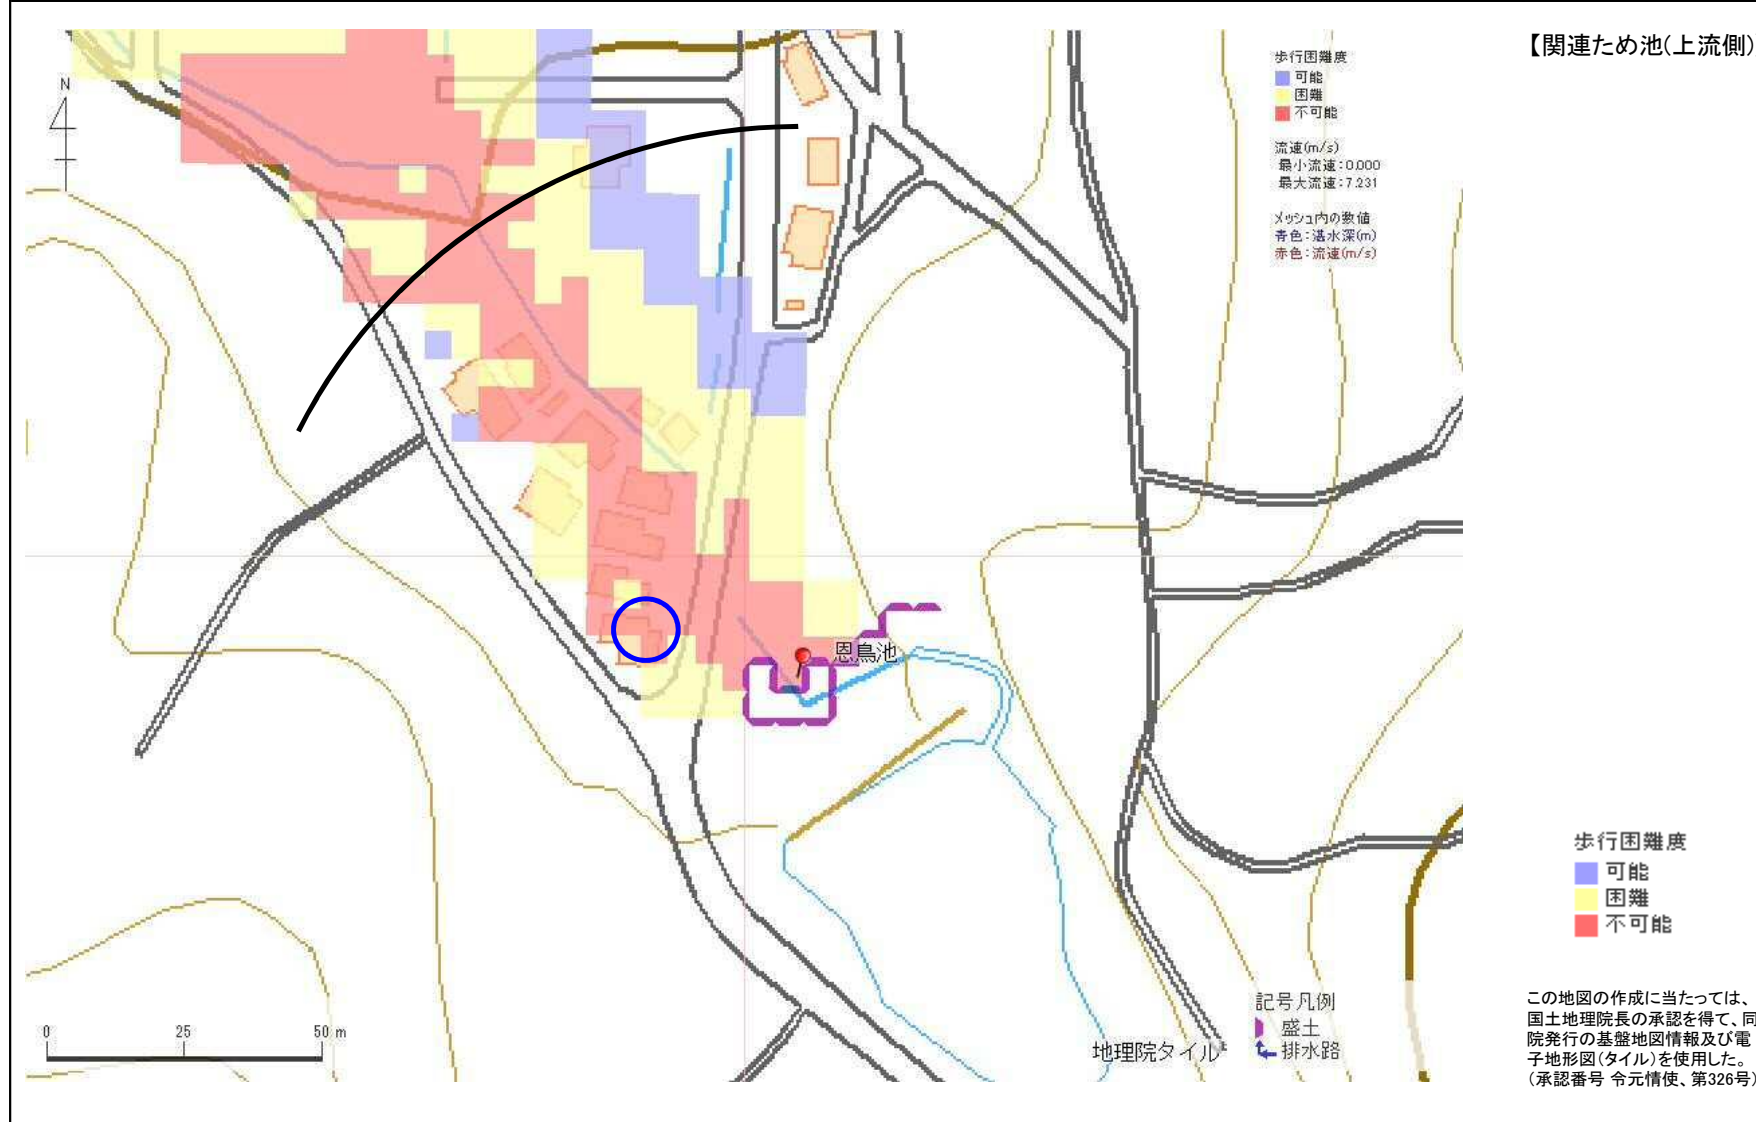 【関連ため池(上流側)
N
歩行困難度
可能
困難
不可能
流速(m/s)
最小流速:0.000
最大流速:7.231
メッシュ内の数値
青色:湛水深(m)
赤色:流速(m/s)
恩鳥池
歩行困難度
可能
困難
不可能
記号凡例
盛土
排水路
地理院タイル
0 25 50 m
この地図の作成に当たっては、
国土地理院長の承認を得て、同
院発行の基盤地図情報及び電
子地形図(タイル)を使用した。
(承認番号 令元情使、第326号)